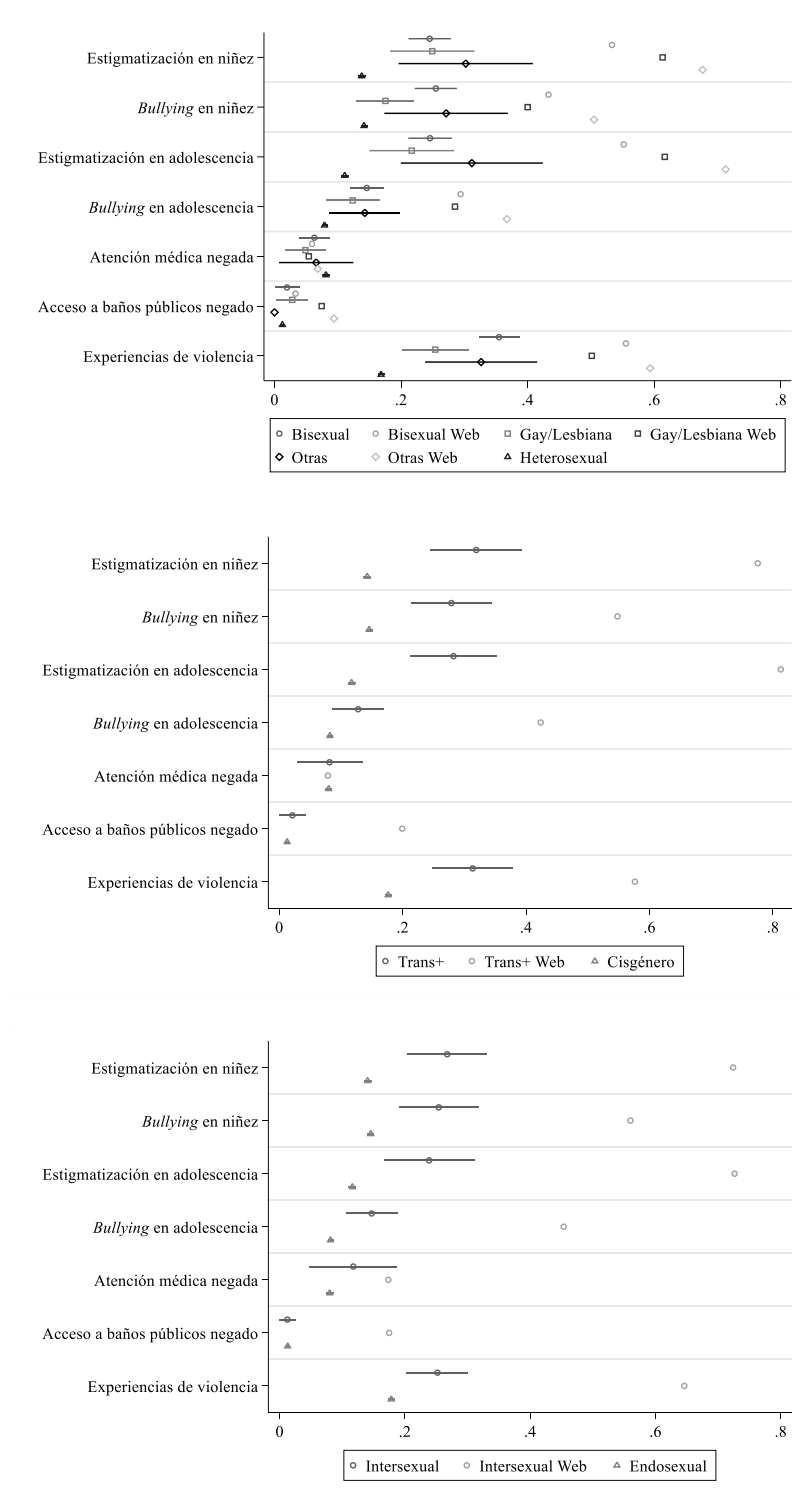 Estigmatización en niñez
Bullying en niñez
Estigmatización en adolescencia
Bullying en adolescencia
Atención médica negada
Acceso a baños públicos negado
Experiencias de violencia
0 .2 .4 .6 .8
Bisexual Bisexual Web Gay/Lesbiana Gay/Lesbiana Web
Otras Otras Web Heterosexual
Estigmatización en niñez
Bullying en niñez
Estigmatización en adolescencia
Bullying en adolescencia
Atención médica negada
Acceso a baños públicos negado
Experiencias de violencia
0 .2 .4 .6 .8
Trans+ Trans+ Web Cisgénero
Estigmatización en niñez
Bullying en niñez
Estigmatización en adolescencia
Bullying en adolescencia
Atención médica negada
Acceso a baños públicos negado
Experiencias de violencia
0 .2 .4 .6 .8
Intersexual Intersexual Web Endosexual